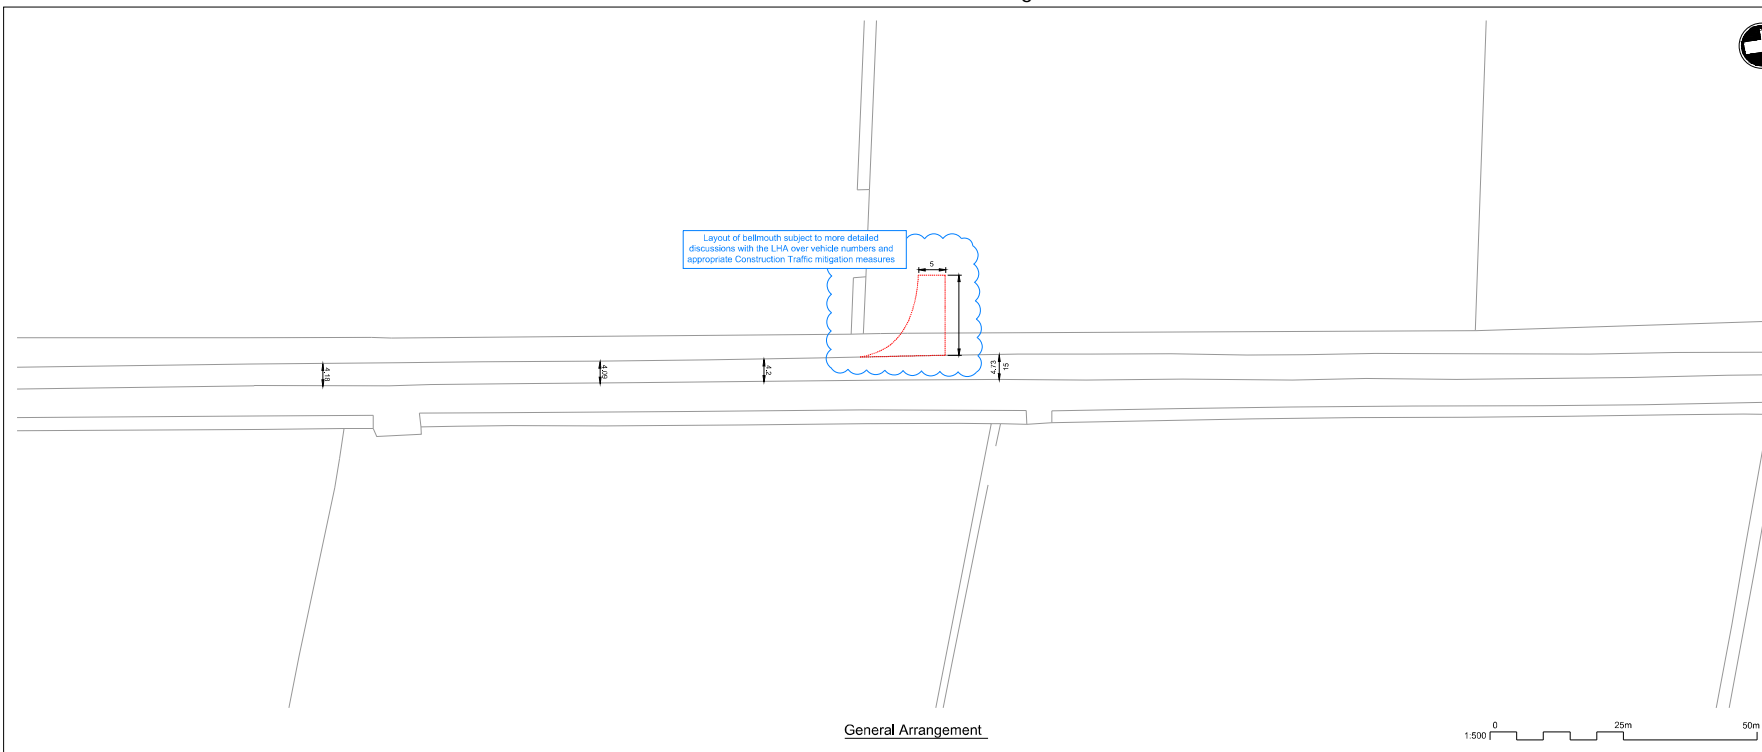 Layout of bellmouth subject to more detailed
discussions with the LHA over vehicle numbers and
appropriate Construction Traffic mitigation measures
5
4.18
4.09
4.2
4.73
15
General Arrangement
1:500
0
25m
50m